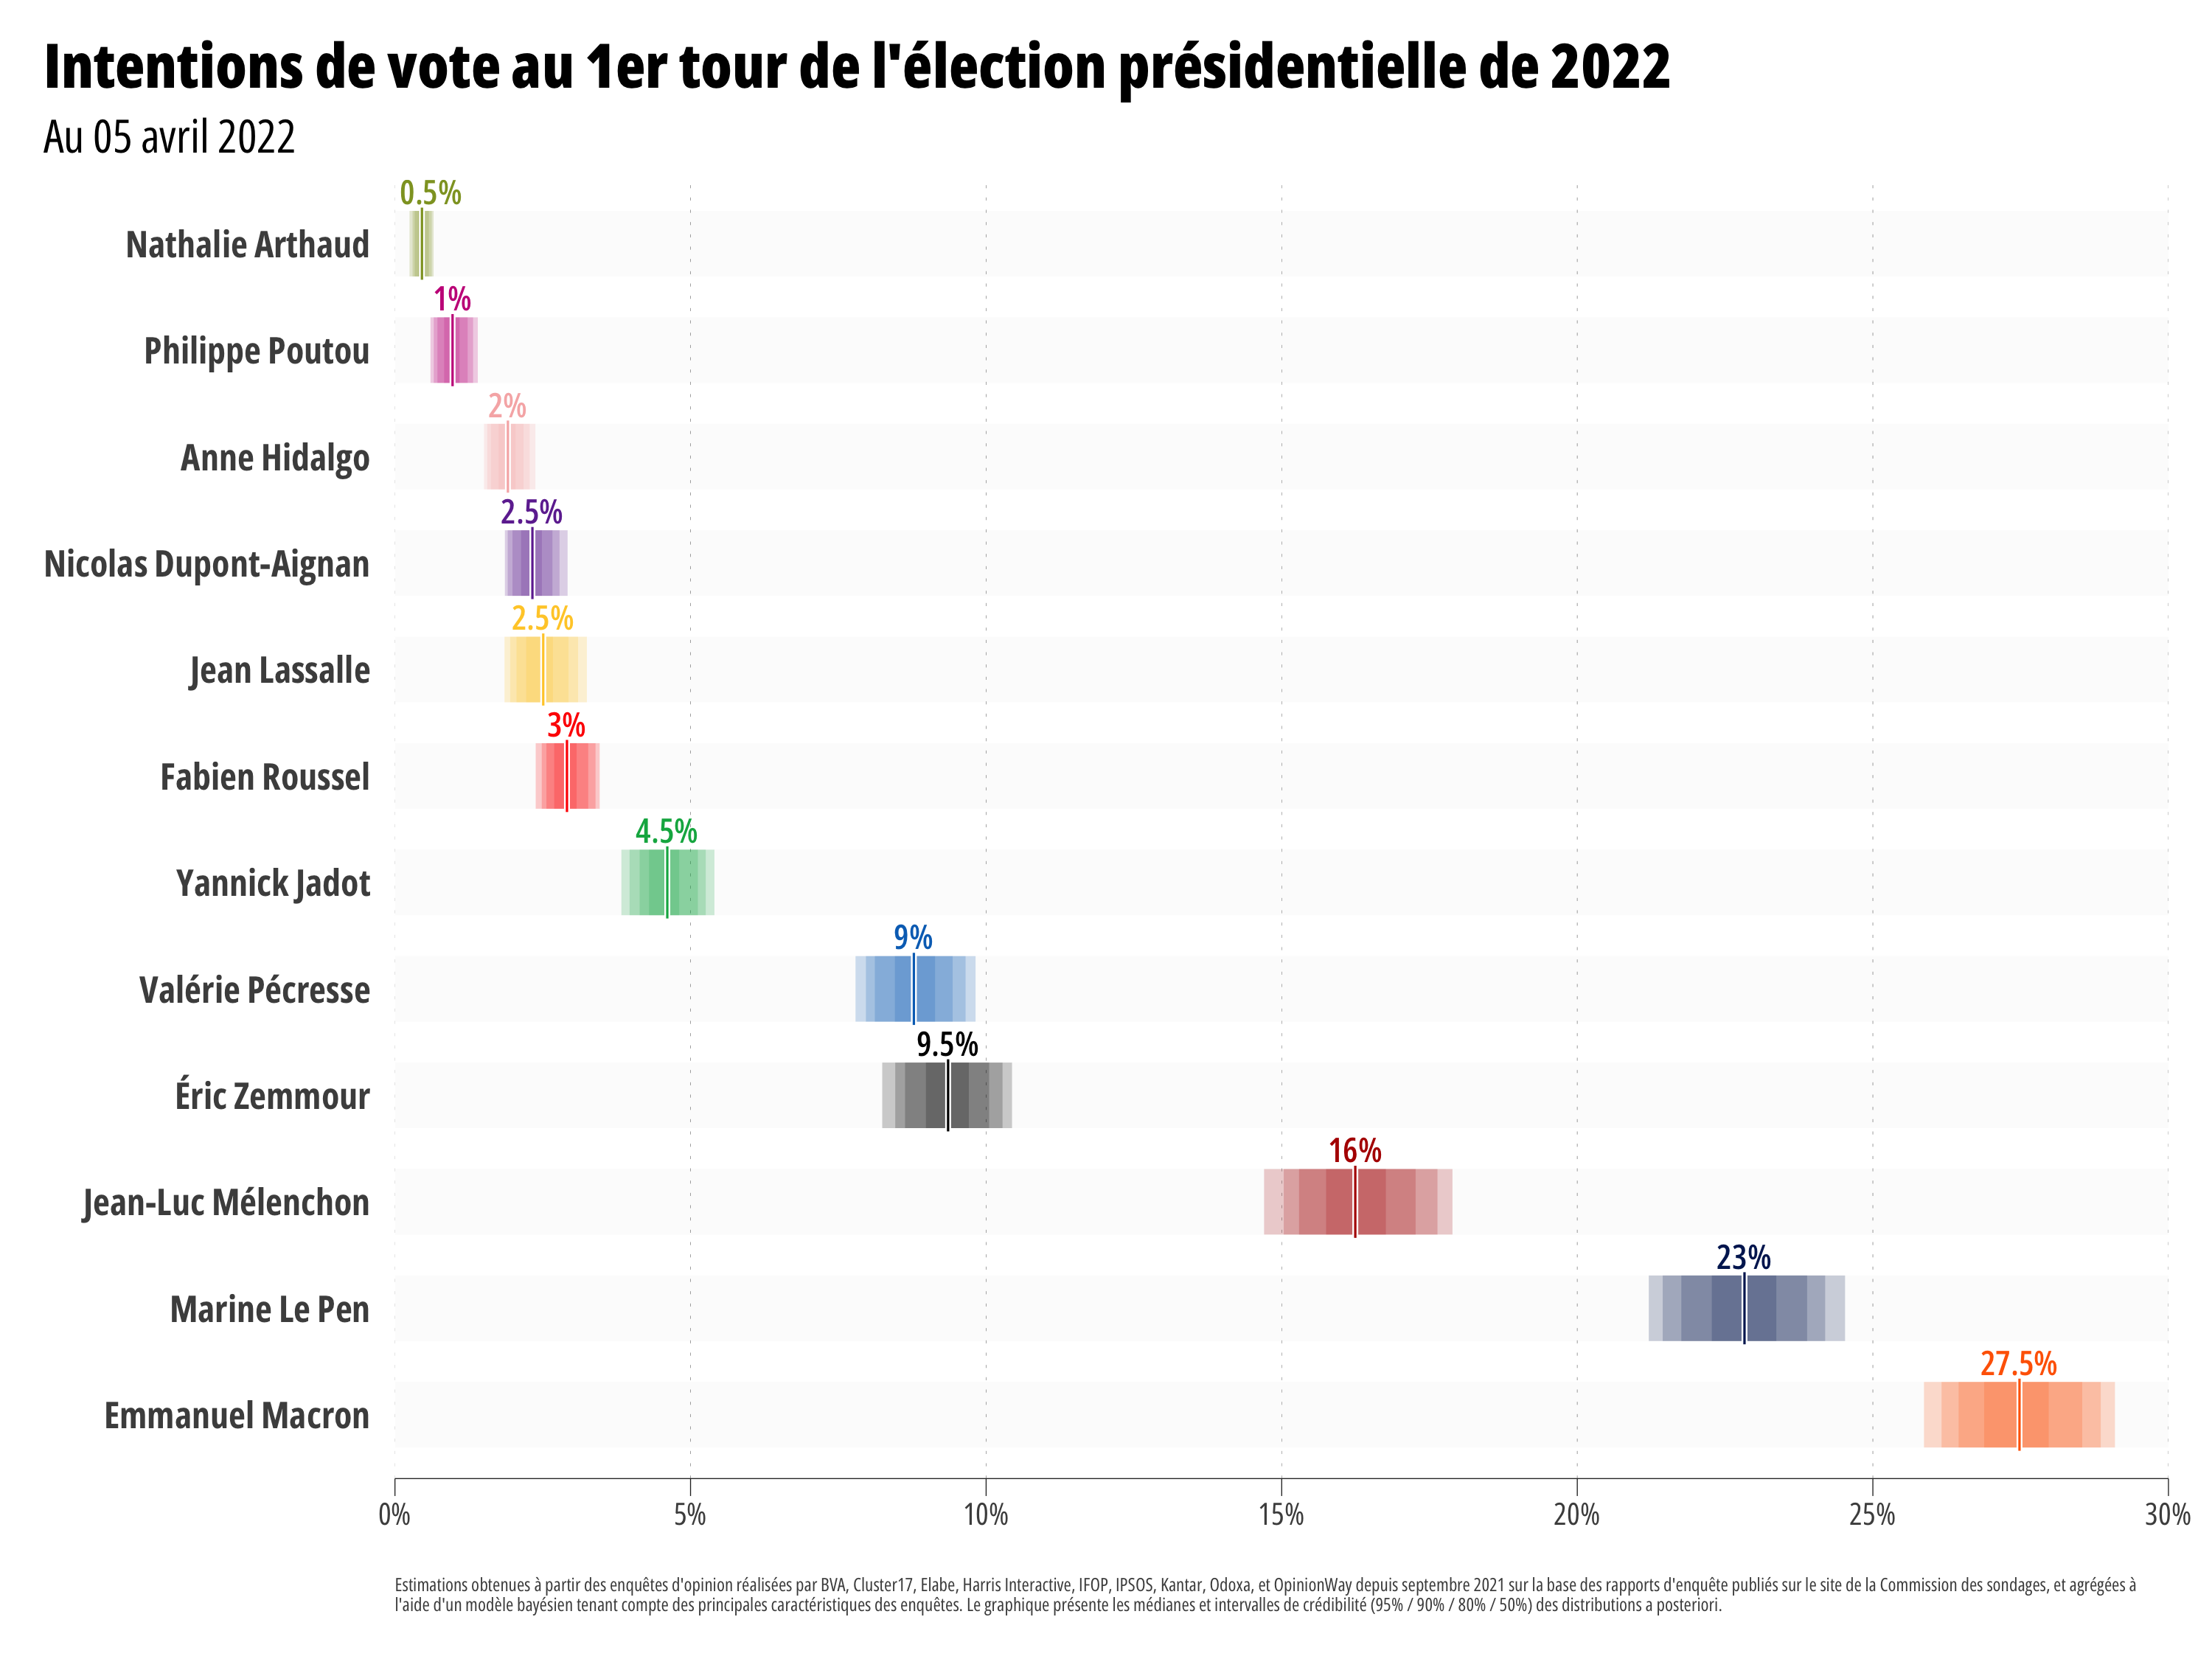 Intentions de vote au 1er tour de l'élection présidentielle de 2022
Au 05 avril 2022
0.5%
Nathalie Arthaud
1%
Philippe Poutou
2%
Anne Hidalgo
2.5%
Nicolas Dupont-Aignan
2.5%
Jean Lassalle
3%
Fabien Roussel
4.5%
Yannick Jadot
9%
Valérie Pécresse
9.5%
Éric Zemmour
16%
Jean-Luc Mélenchon
23%
Marine Le Pen
27.5%
Emmanuel Macron
0% 5% 10% 15% 20% 25% 30%
Estimations obtenues à partir des enquêtes d'opinion réalisées par BVA, Cluster17, Elabe, Harris Interactive, IFOP, IPSOS, Kantar, Odoxa, et OpinionWay depuis septembre 2021 sur la base des rapports d'enquête publiés sur le site de la Commission des sondages, et agrégées à
l'aide d'un modèle bayésien tenant compte des principales caractéristiques des enquêtes. Le graphique présente les médianes et intervalles de crédibilité (95% / 90% / 80% / 50%) des distributions a posteriori.